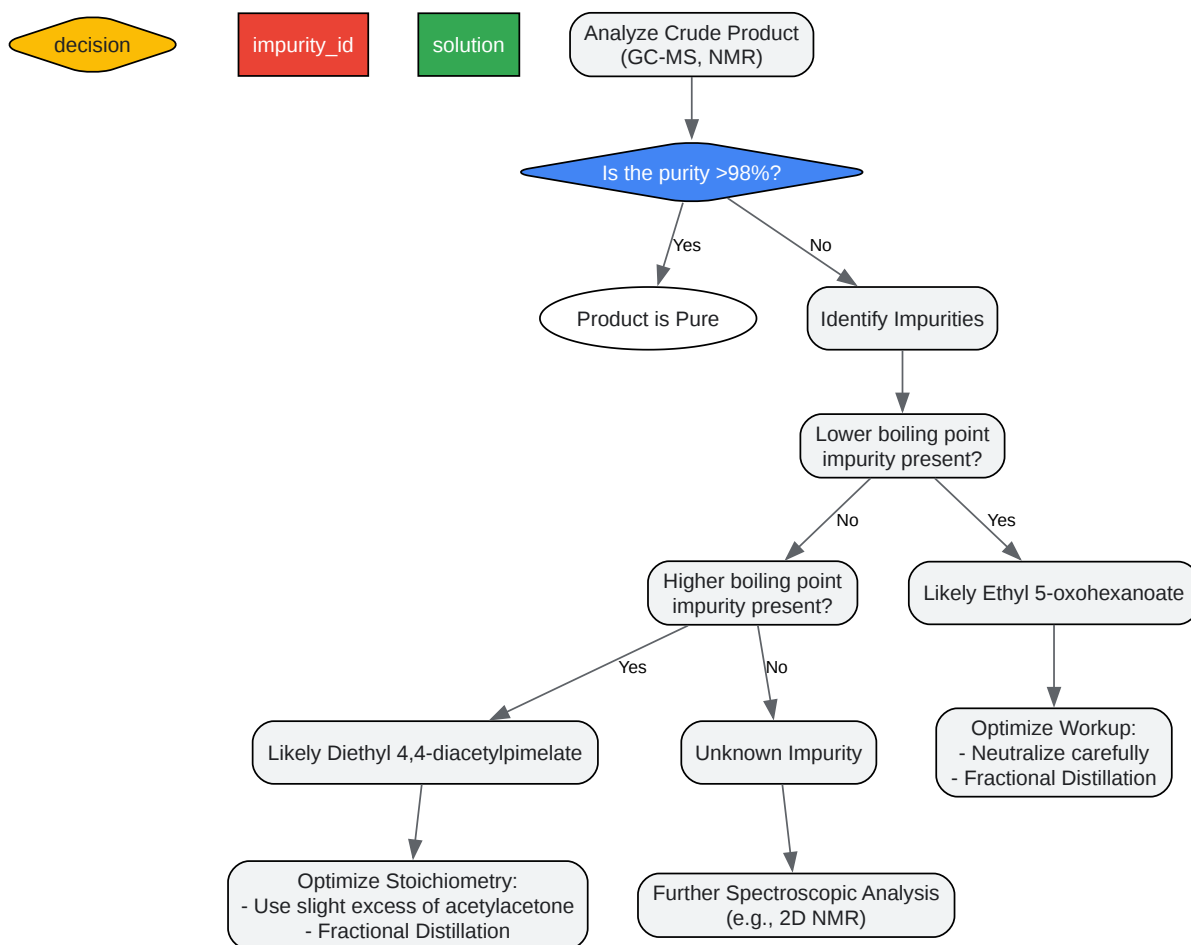 decision
impurity_id
solution
Analyze Crude Product
(GC-MS, NMR)
Is the purity >98%?
Yes
No
Product is Pure
Identify Impurities
Lower boiling point
impurity present?
No
Yes
Higher boiling point
impurity present?
Likely Ethyl 5-oxohexanoate
Yes
No
Likely Diethyl 4,4-diacetylpimelate
Unknown Impurity
Optimize Workup:
- Neutralize carefully
- Fractional Distillation
Optimize Stoichiometry:
- Use slight excess of acetylacetone
- Fractional Distillation
Further Spectroscopic Analysis
(e.g., 2D NMR)